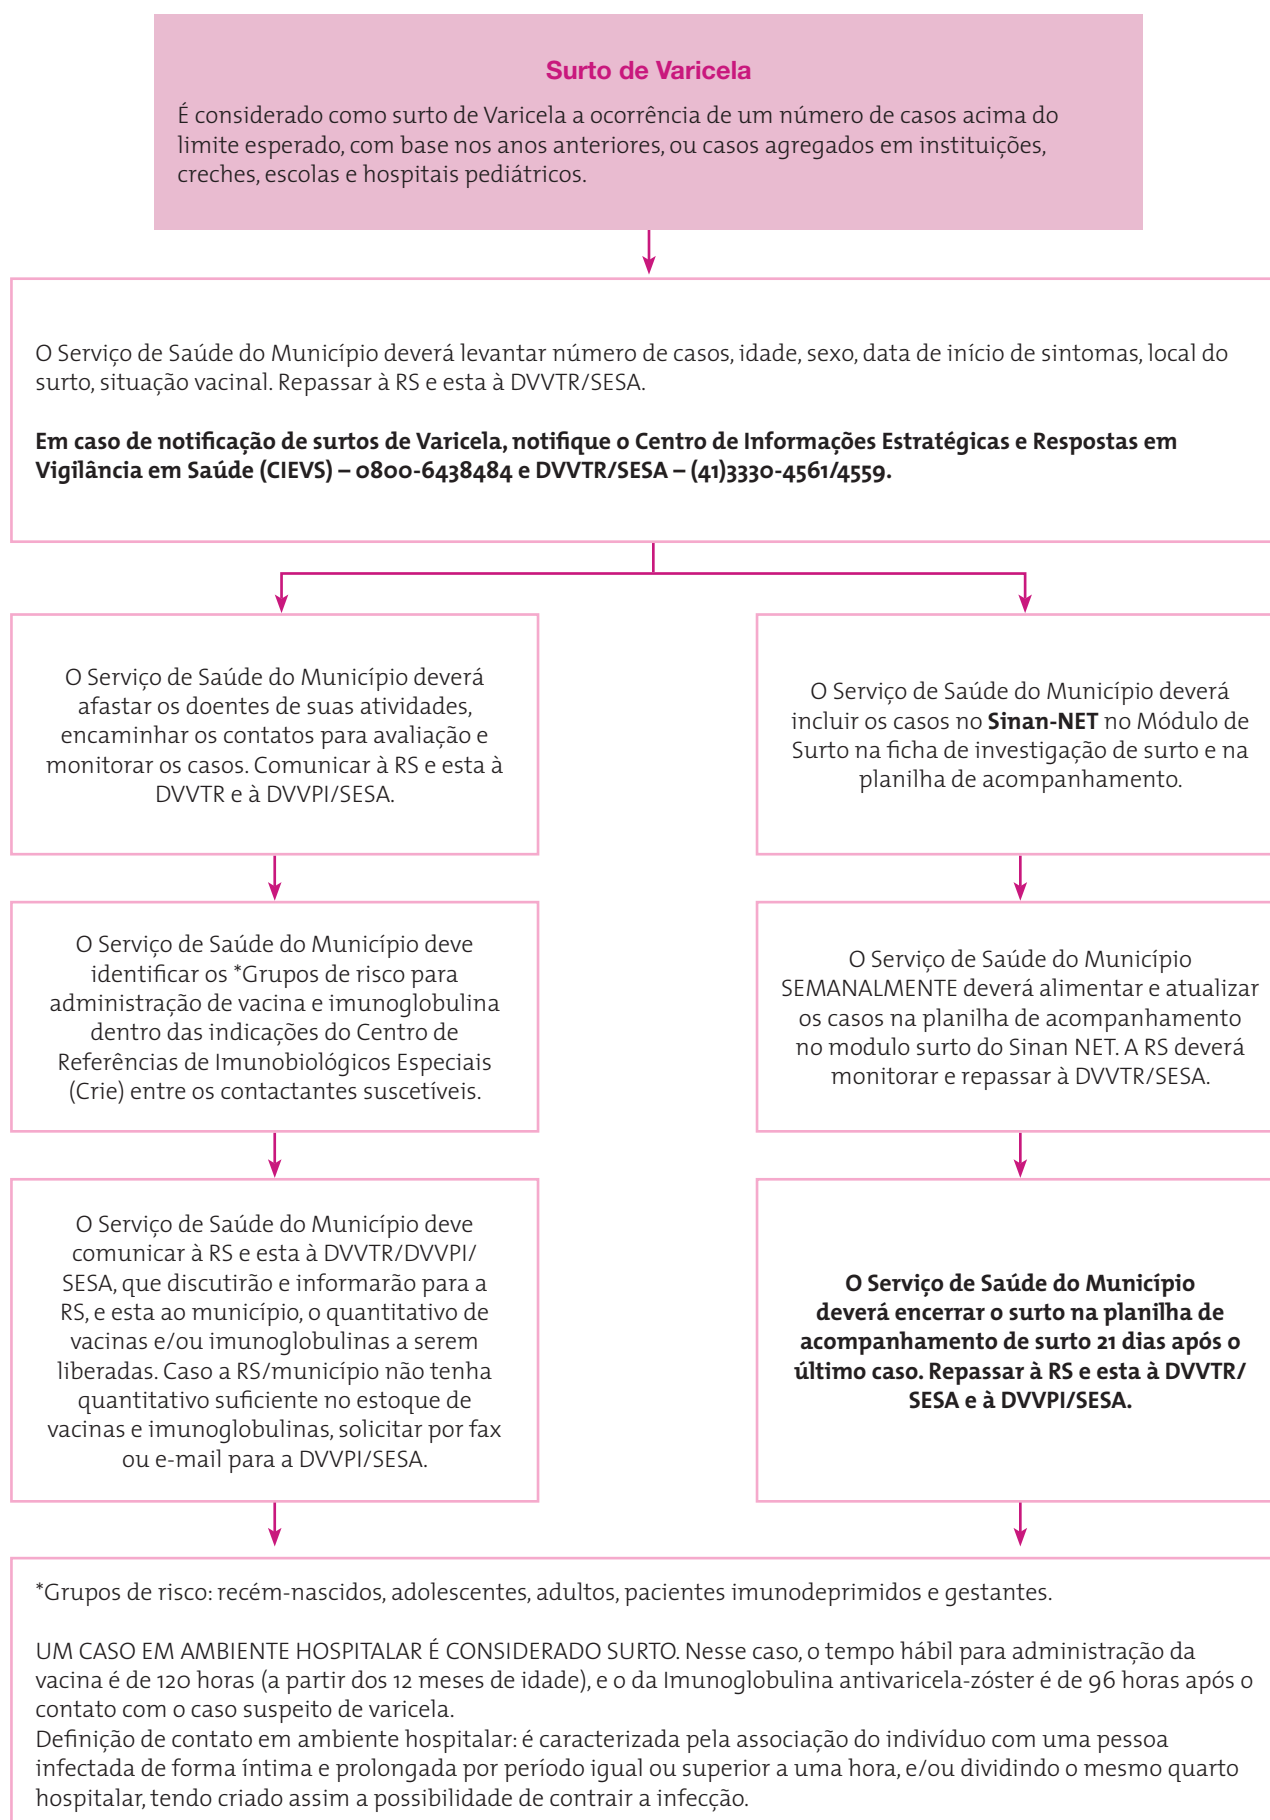 Surto de Varicela
É considerado como surto de Varicela a ocorrência de um número de casos acima do
limite esperado, com base nos anos anteriores, ou casos agregados em instituições,
creches, escolas e hospitais pediátricos.
O Serviço de Saúde do Município deverá levantar número de casos, idade, sexo, data de início de sintomas, local do
surto, situação vacinal. Repassar à RS e esta à DVVTR/SESA.
Em caso de notificação de surtos de Varicela, notifique o Centro de Informações Estratégicas e Respostas em
Vigilância em Saúde (CIEVS) – 0800-6438484 e DVVTR/SESA – (41)3330-4561/4559.
O Serviço de Saúde do Município deverá
afastar os doentes de suas atividades,
encaminhar os contatos para avaliação e
monitorar os casos. Comunicar à RS e esta à
DVVTR e à DVVPI/SESA.
O Serviço de Saúde do Município deverá
incluir os casos no Sinan-NET no Módulo de
Surto na ficha de investigação de surto e na
planilha de acompanhamento.
O Serviço de Saúde do Município deve
identificar os *Grupos de risco para
administração de vacina e imunoglobulina
dentro das indicações do Centro de
Referências de Imunobiológicos Especiais
(Crie) entre os contactantes suscetíveis.
O Serviço de Saúde do Município
SEMANALMENTE deverá alimentar e atualizar
os casos na planilha de acompanhamento
no modulo surto do Sinan NET. A RS deverá
monitorar e repassar à DVVTR/SESA.
O Serviço de Saúde do Município deve
comunicar à RS e esta à DVVTR/DVVPI/
SESA, que discutirão e informarão para a
RS, e esta ao município, o quantitativo de
vacinas e/ou imunoglobulinas a serem
liberadas. Caso a RS/município não tenha
quantitativo suficiente no estoque de
vacinas e imunoglobulinas, solicitar por fax
ou e-mail para a DVVPI/SESA.
O Serviço de Saúde do Município
deverá encerrar o surto na planilha de
acompanhamento de surto 21 dias após o
último caso. Repassar à RS e esta à DVVTR/
SESA e à DVVPI/SESA.
*Grupos de risco: recém-nascidos, adolescentes, adultos, pacientes imunodeprimidos e gestantes.
UM CASO EM AMBIENTE HOSPITALAR É CONSIDERADO SURTO. Nesse caso, o tempo hábil para administração da
vacina é de 120 horas (a partir dos 12 meses de idade), e o da Imunoglobulina antivaricela-zóster é de 96 horas após o
contato com o caso suspeito de varicela.
Definição de contato em ambiente hospitalar: é caracterizada pela associação do indivíduo com uma pessoa
infectada de forma íntima e prolongada por período igual ou superior a uma hora, e/ou dividindo o mesmo quarto
hospitalar, tendo criado assim a possibilidade de contrair a infecção.